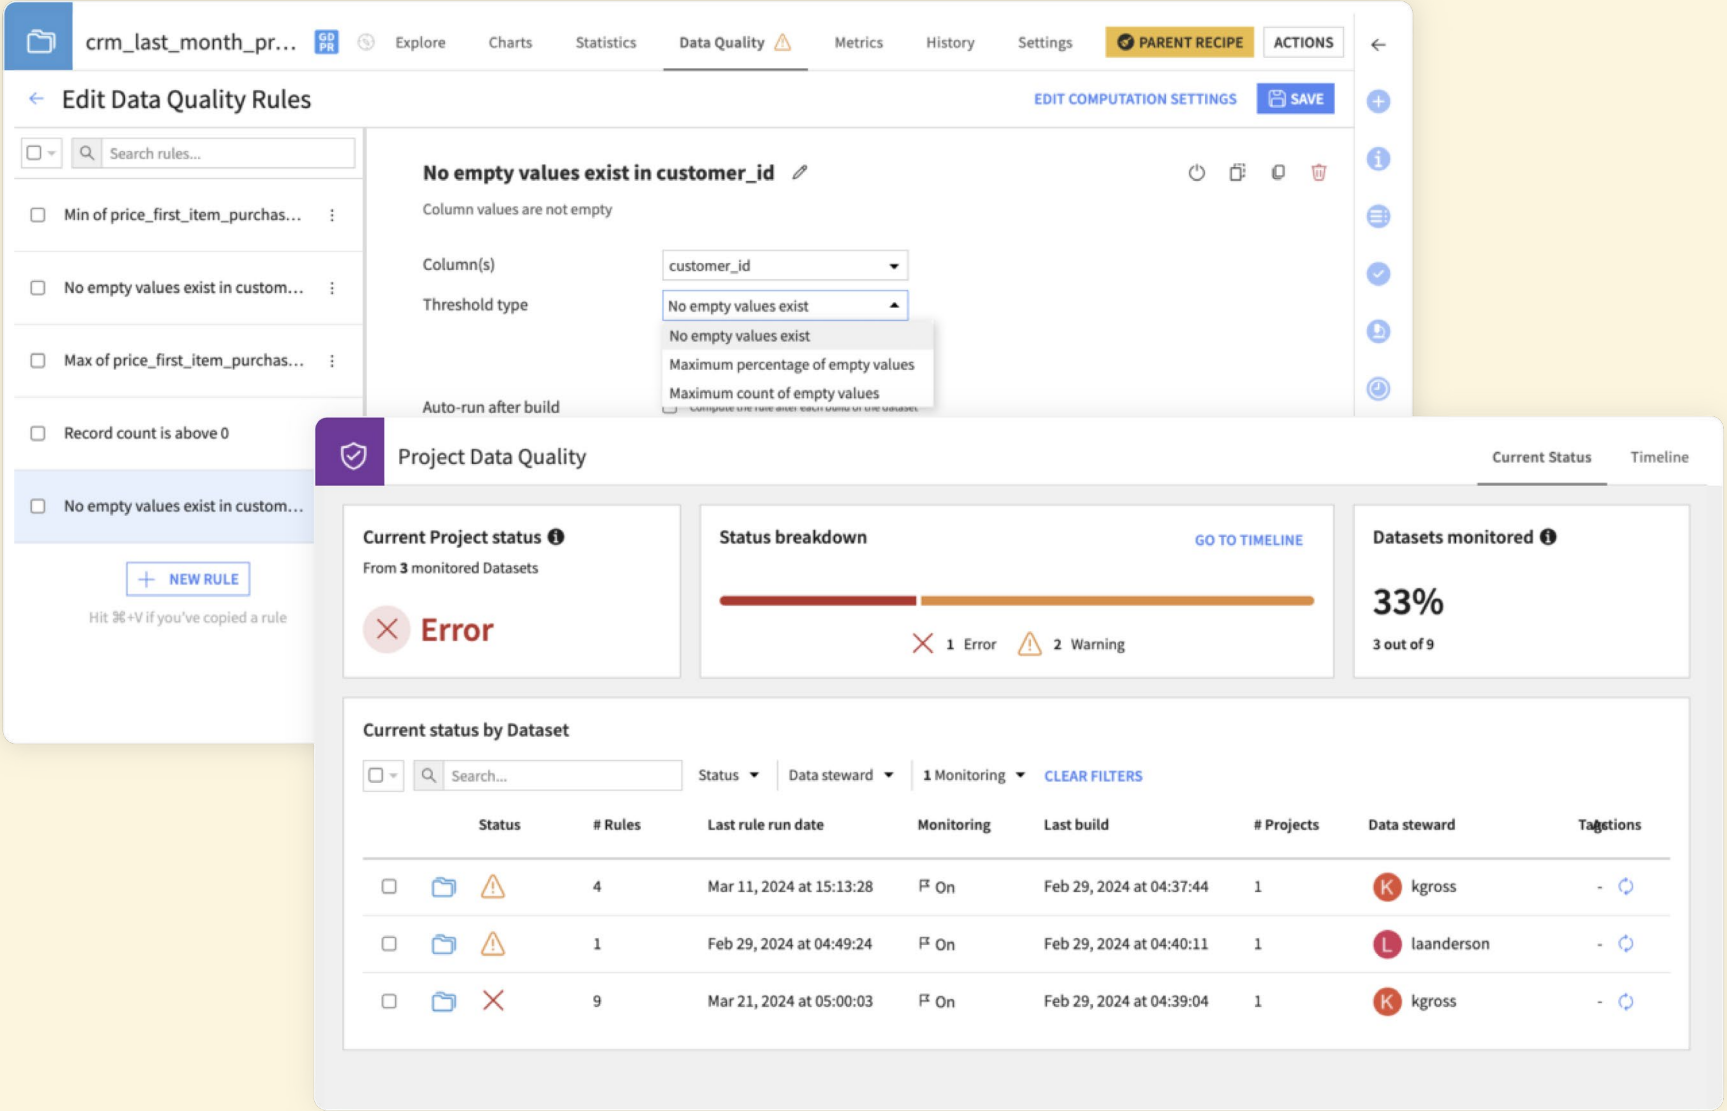 crm_last_month_pr... GD PR Explore Charts Statistics Data Quality Metrics History Settings PARENT RECIPE ACTIONS
Edit Data Quality Rules EDIT COMPUTATION SETTINGS SAVE
Search rules...
Min of price_first_item_purchas...
No empty values exist in custom...
Max of price_first_item_purchas...
Record count is above 0
No empty values exist in custom...
NEW RULE
Hit ⌘+V if you've copied a rule
No empty values exist in customer_id
Column values are not empty
Column(s) customer_id
Threshold type No empty values exist
No empty values exist
Maximum percentage of empty values
Maximum count of empty values
Auto-run after build Compute the rule after each build of the dataset
Project Data Quality Current Status Timeline
Current Project status
From 3 monitored Datasets
Error
Status breakdown GO TO TIMELINE
1 Error 2 Warning
Datasets monitored
33%
3 out of 9
Current status by Dataset
Search... Status Data steward 1 Monitoring CLEAR FILTERS
Status # Rules Last rule run date Monitoring Last build # Projects Data steward Tags Actions
4 Mar 11, 2024 at 15:13:28 On Feb 29, 2024 at 04:37:44 1 K kgross -
1 Feb 29, 2024 at 04:49:24 On Feb 29, 2024 at 04:40:11 1 L laanderson -
9 Mar 21, 2024 at 05:00:03 On Feb 29, 2024 at 04:39:04 1 K kgross -